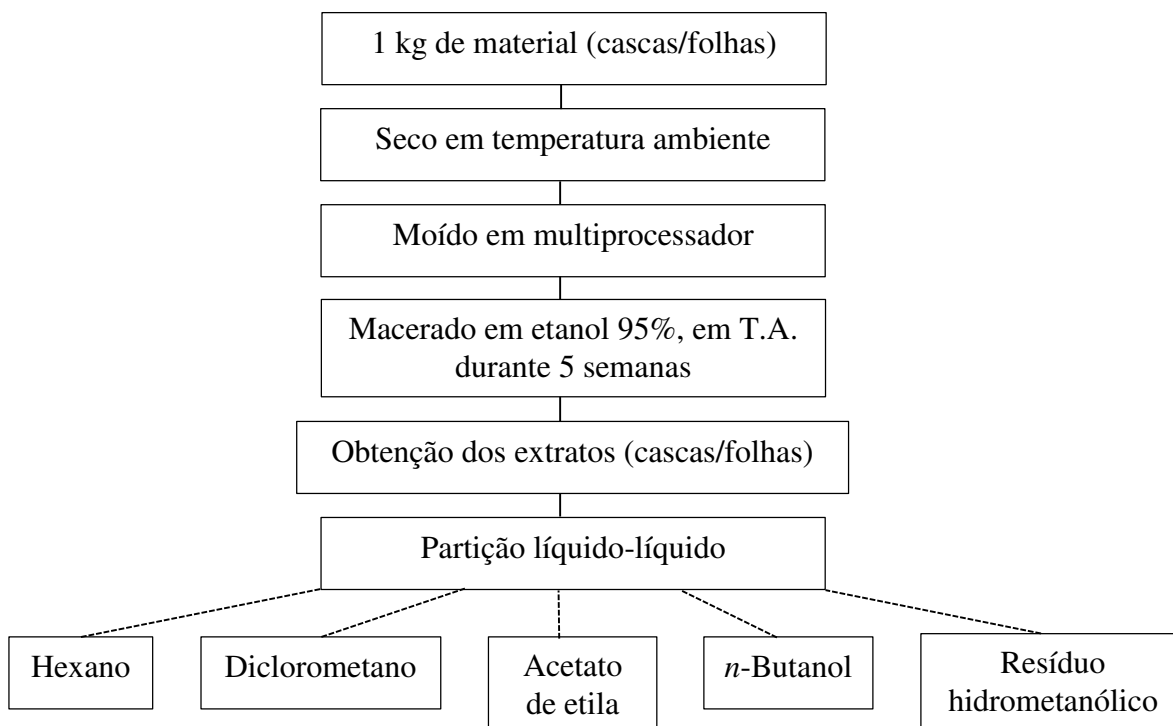 1 kg de material (cascas/folhas)
Seco em temperatura ambiente
Moído em multiprocessador
Macerado em etanol 95%, em T.A.
durante 5 semanas
Obtenção dos extratos (cascas/folhas)
Partição líquido-líquido
Hexano
Diclorometano
Acetato
de etila
n-Butanol
Resíduo
hidrometanólico